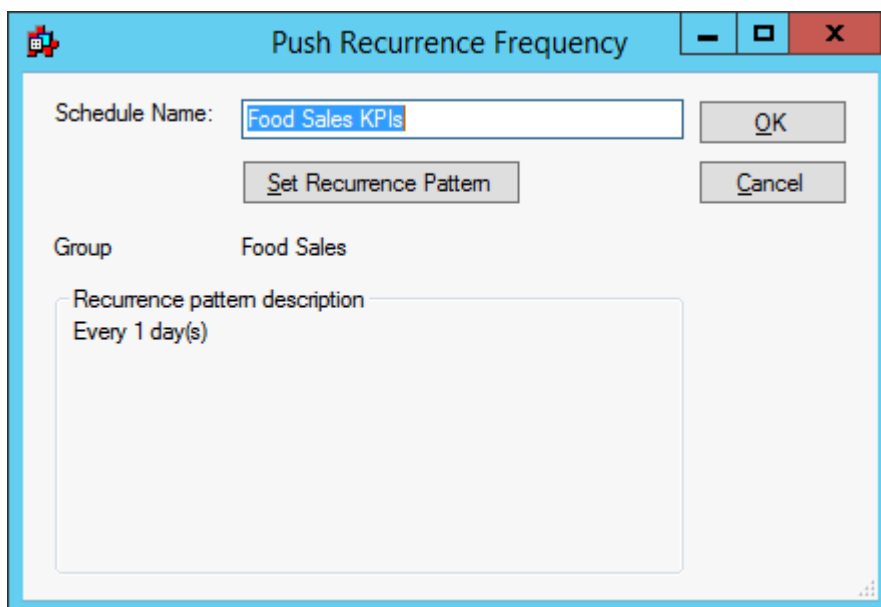 Push Recurrence Frequency
Schedule Name:
Food Sales KPIs
OK
Set Recurrence Pattern
Cancel
Group
Food Sales
Recurrence pattern description
Every 1 day(s)